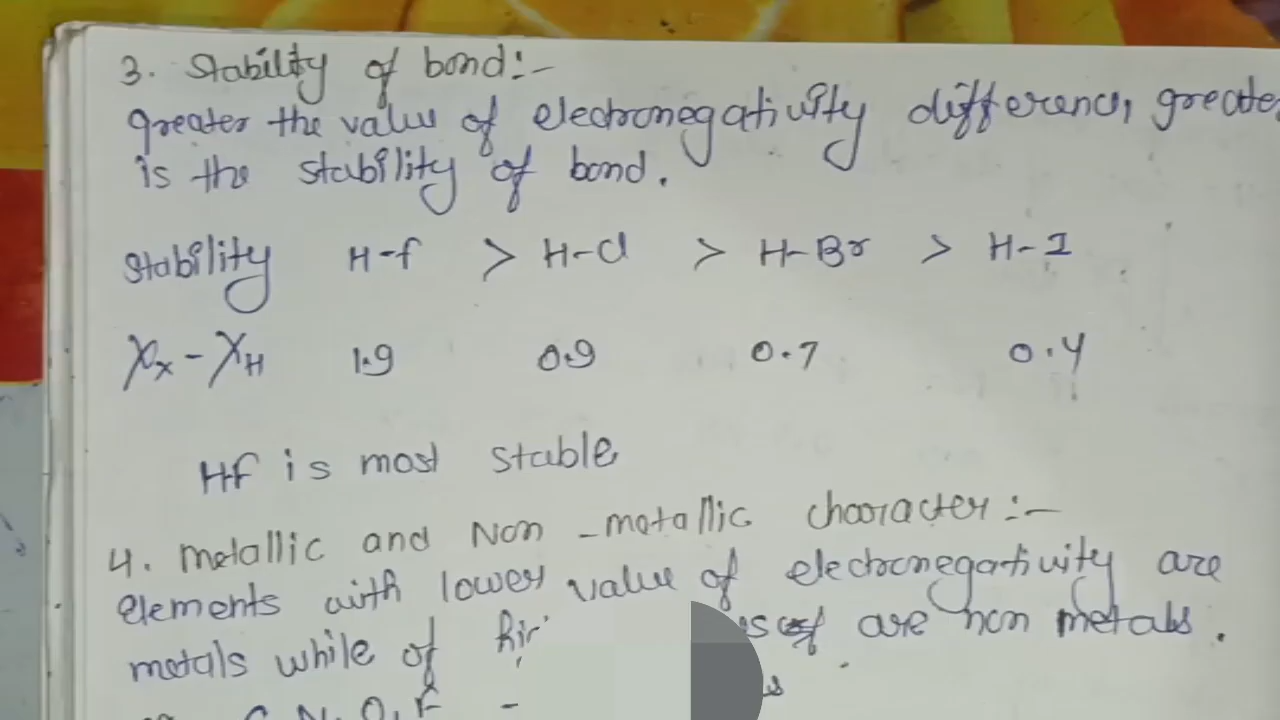 3. Stability of bond:-
greater the value of electronegativity difference, greater
is the stability of bond.
Stability H-f > H-Cl > H-Br > H-I
Xx - XH 1.9 0.9 0.7 0.4
Hf is most stable
4. Metallic and Non-metallic character:-
Elements with lower value of electronegativity are
metals while of are non metals.
C, N, O, F -